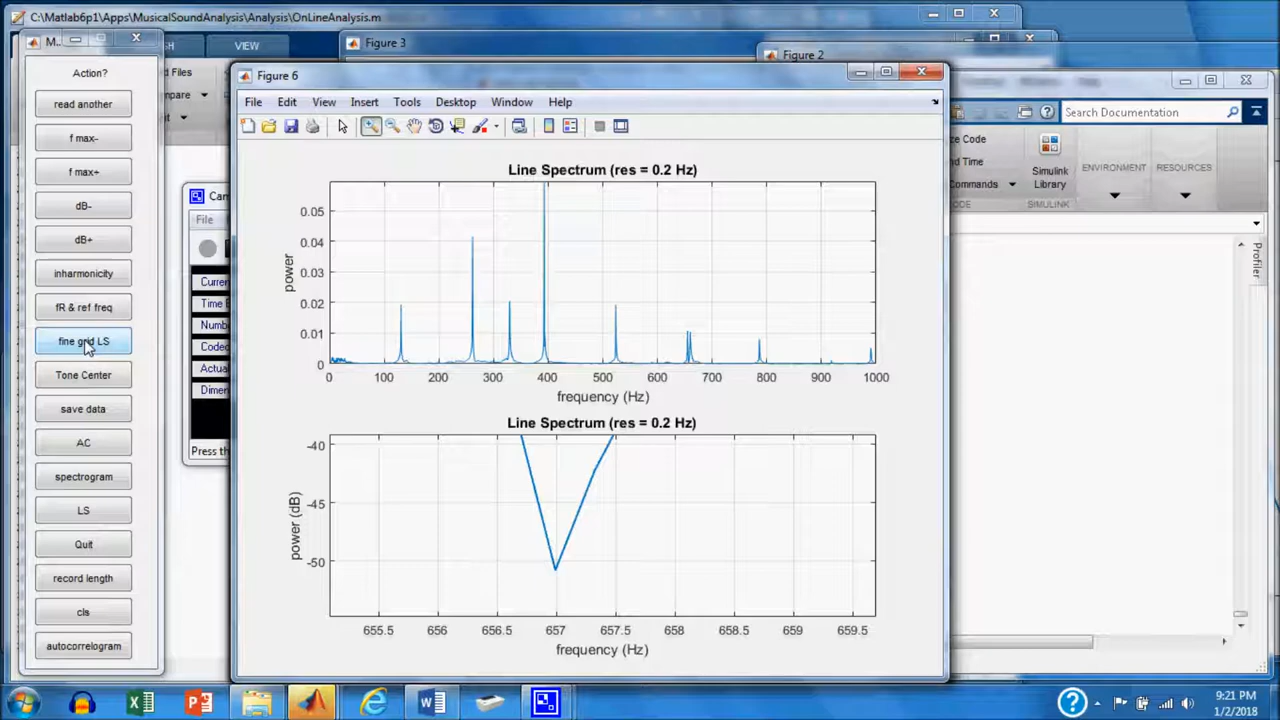 C:\Matlab6p1\Apps\MusicalSoundAnalysis\Analysis\OnLineAnalysis.m
M...
VIEW
Figure 3
Figure 2
Figure 6
Action?
read another
f max-
f max+
dB-
dB+
inharmonicity
fR & ref freq
fine grid LS
Tone Center
save data
AC
spectrogram
LS
Quit
record length
cls
autocorrelogram
Files
File
Press th
File Edit View Insert Tools Desktop Window Help
Line Spectrum (res = 0.2 Hz)
power
0.05
0.04
0.03
0.02
0.01
0
0 100 200 300 400 500 600 700 800 900 1000
frequency (Hz)
Line Spectrum (res = 0.2 Hz)
power (dB)
-40
-45
-50
655.5 656 656.5 657 657.5 658 658.5 659 659.5
frequency (Hz)
Search Documentation
Code
Time
Simulink
Library
SIMULINK
ENVIRONMENT
RESOURCES
Profiler
9:21 PM
1/2/2018